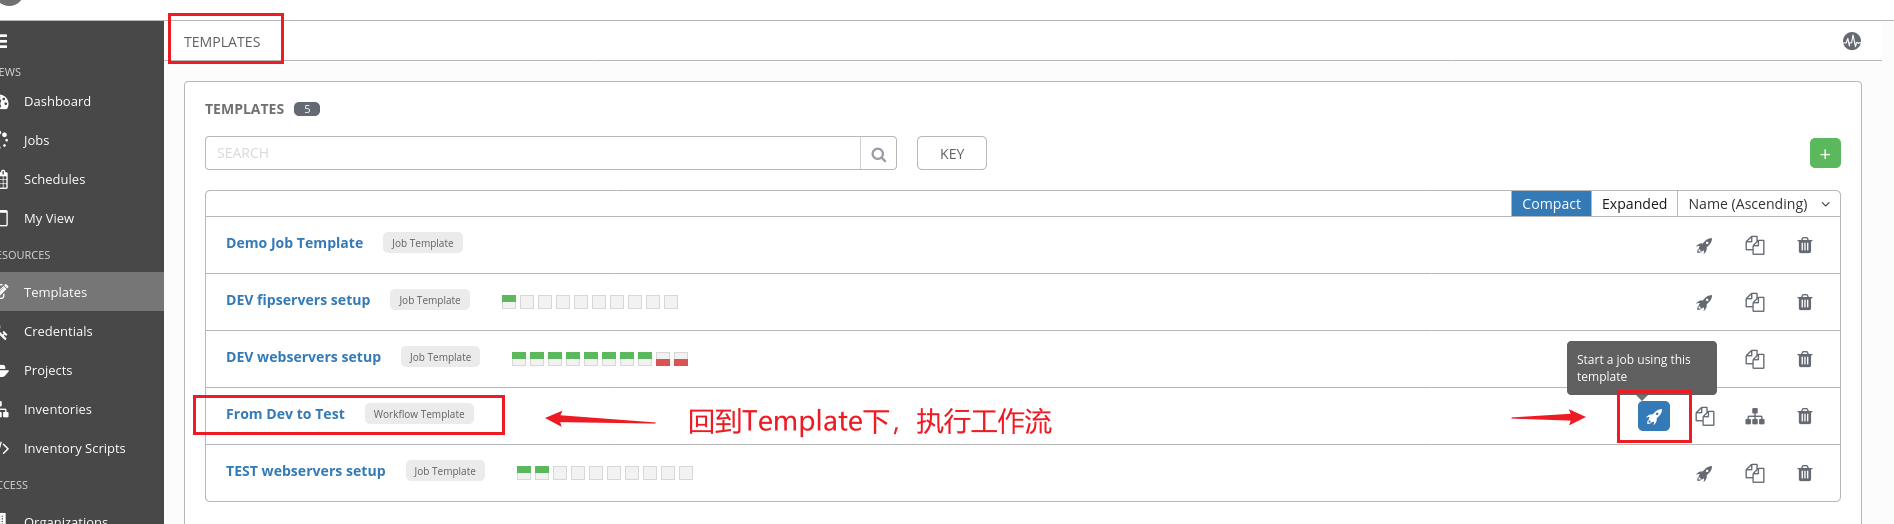 TEMPLATES
EWS
Dashboard
Jobs
Schedules
My View
ESOURCES
Templates
Credentials
Projects
Inventories
Inventory Scripts
CCESS
Organizations
TEMPLATES 5
SEARCH
KEY
+
Compact Expanded Name (Ascending)
Demo Job Template Job Template
DEV fipservers setup Job Template
DEV webservers setup Job Template
Start a job using this
template
From Dev to Test Workflow Template
回到Template下，执行工作流
TEST webservers setup Job Template